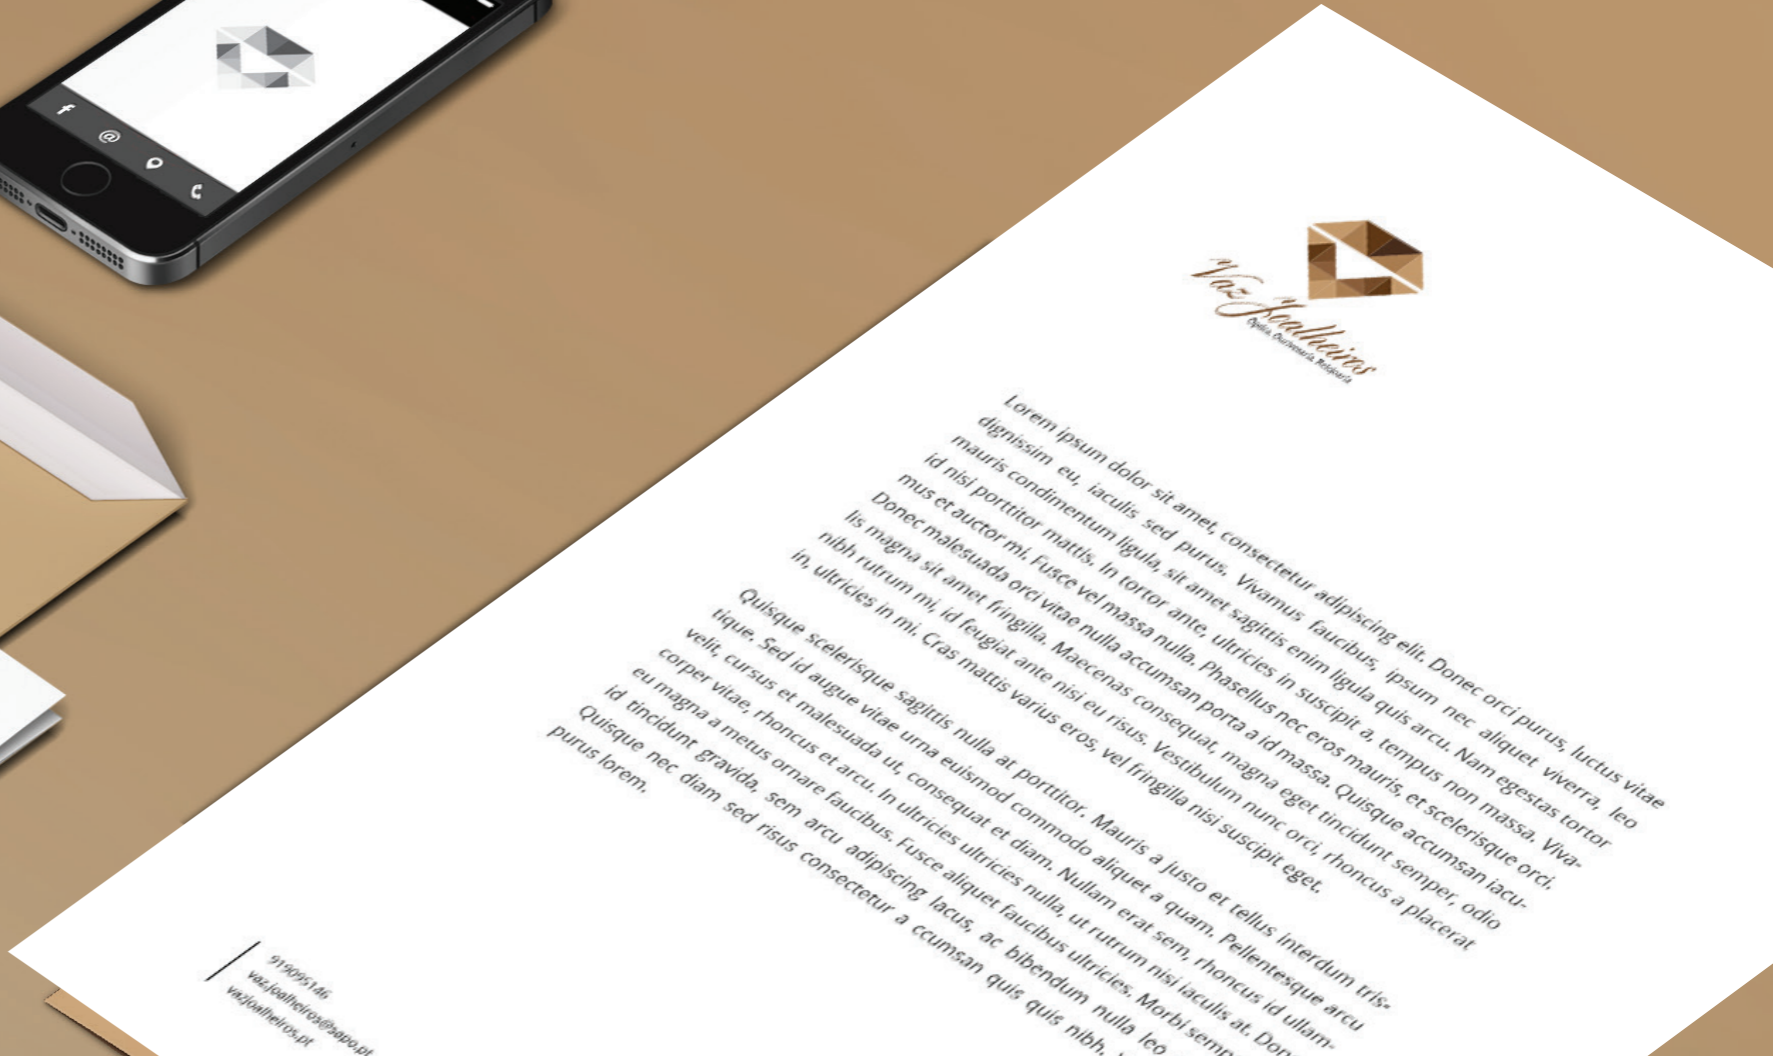 Vaz Joalheiros
Óptica, Ourivesaria, Relojoaria
Lorem ipsum dolor sit amet, consectetur adipiscing elit. Donec orci purus, luctus vitae
dignissim eu, iaculis sed purus. Vivamus faucibus, ipsum nec aliquet viverra, leo
mauris condimentum ligula, sit amet sagittis enim ligula quis arcu. Nam egestas tortor
id nisi porttitor mattis. In tortor ante, ultricies in suscipit a, tempus non massa. Viva-
mus et auctor mi. Fusce vel massa nulla. Phasellus nec eros mauris, et scelerisque orci.
Donec malesuada orci vitae nulla accumsan porta a id massa. Quisque accumsan iacu-
lis magna sit amet fringilla. Maecenas consequat, magna eget tincidunt semper, odio
nibh rutrum mi, id feugiat ante nisi eu risus. Vestibulum nunc orci, rhoncus a placerat
in, ultricies in mi. Cras mattis varius eros, vel fringilla nisi suscipit eget.
Quisque scelerisque sagittis nulla at porttitor. Mauris a justo et tellus interdum tris-
tique. Sed id augue vitae urna euismod commodo aliquet a quam. Pellentesque arcu
velit, cursus et malesuada ut, consequat et diam. Nullam erat sem, rhoncus id ullam-
corper vitae, rhoncus et arcu. In ultricies ultricies nulla, ut rutrum nisi iaculis at. Don
eu magna a metus ornare faucibus. Fusce aliquet faucibus ultricies. Morbi semp
id tincidunt gravida, sem arcu adipiscing lacus, ac bibendum nulla leo
Quisque nec diam sed risus consectetur a ccumsan quis quis nibh.
purus lorem.
919095146
vaz.joalheiros@sapo.pt
vazjoalheiros.pt